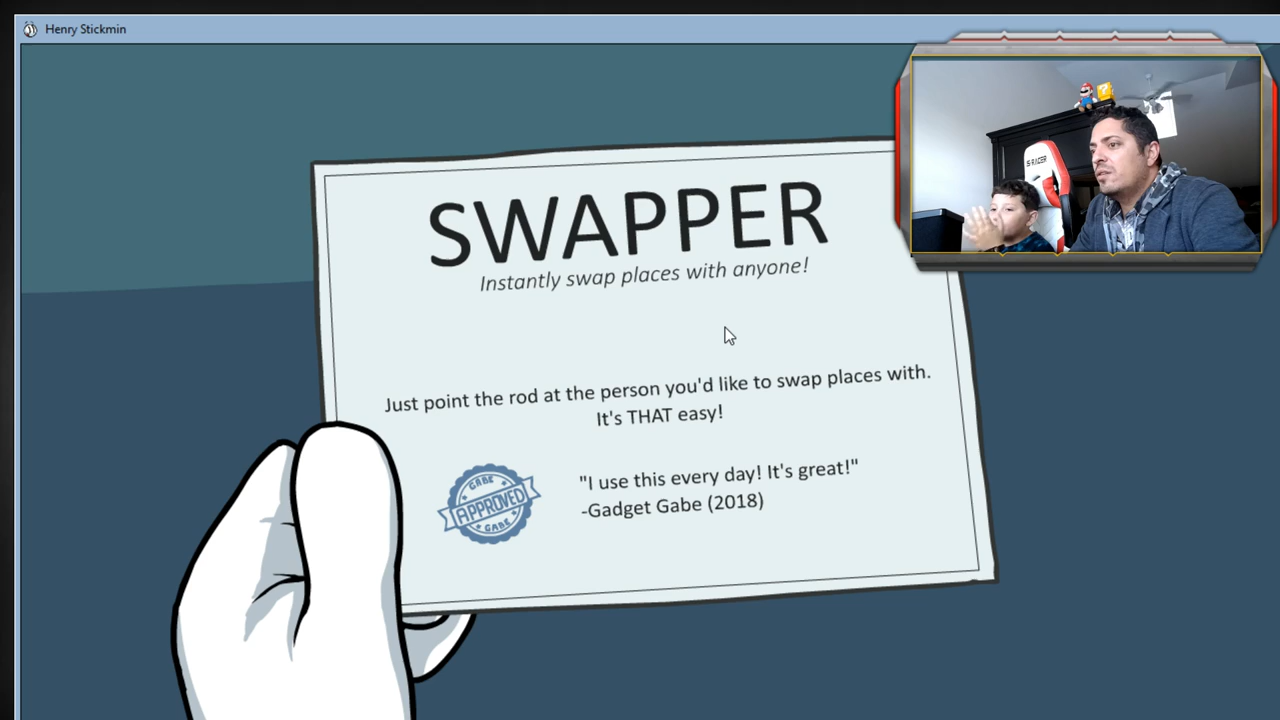 Henry Stickmin
SWAPPER
Instantly swap places with anyone!
Just point the rod at the person you'd like to swap places with.
It's THAT easy!
GABE
APPROVED
GABE
"I use this every day! It's great!"
-Gadget Gabe (2018)